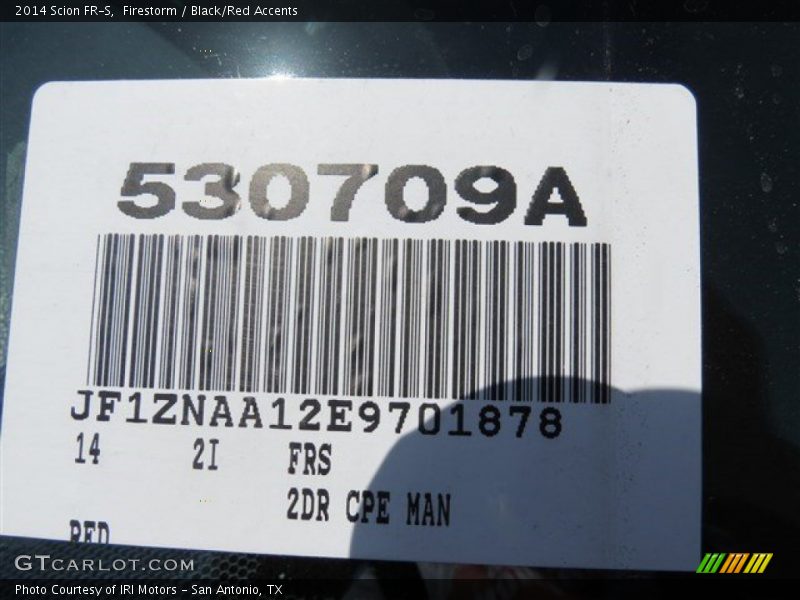 2014 Scion FR-S,  Firestorm / Black/Red Accents
530709A
JF1ZNAA12E9701878
14 2I FRS
2DR CPE MAN
RED
GTCARLOT.COM
Photo Courtesy of IRI Motors - San Antonio, TX